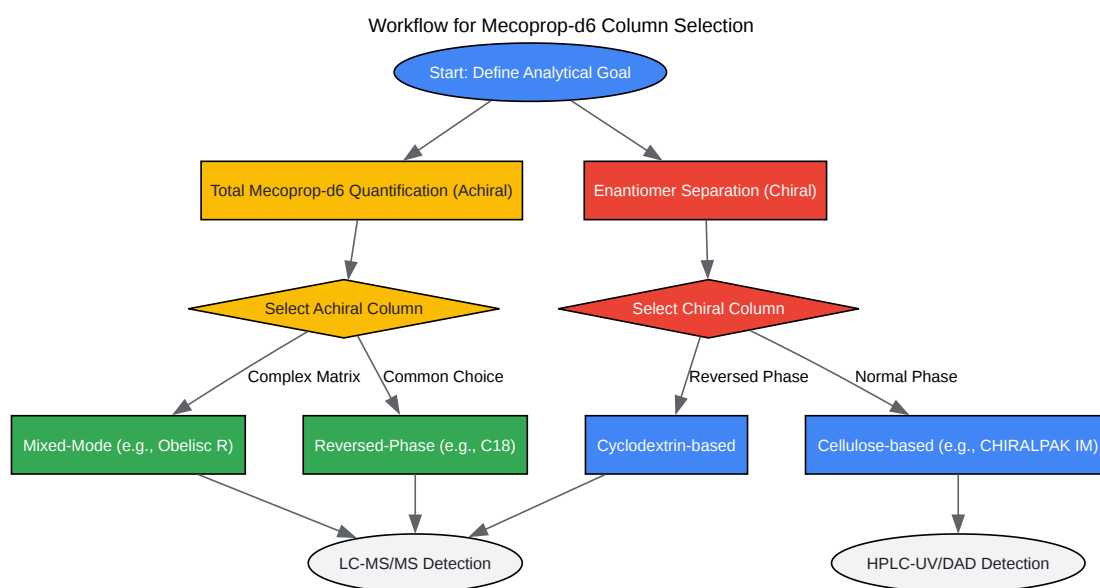 Workflow for Mecoprop-d6 Column Selection
Start: Define Analytical Goal
Total Mecoprop-d6 Quantification (Achiral)
Enantiomer Separation (Chiral)
Select Achiral Column
Select Chiral Column
Complex Matrix
Common Choice
Reversed Phase
Normal Phase
Mixed-Mode (e.g., Obelisc R)
Reversed-Phase (e.g., C18)
Cyclodextrin-based
Cellulose-based (e.g., CHIRALPAK IM)
LC-MS/MS Detection
HPLC-UV/DAD Detection